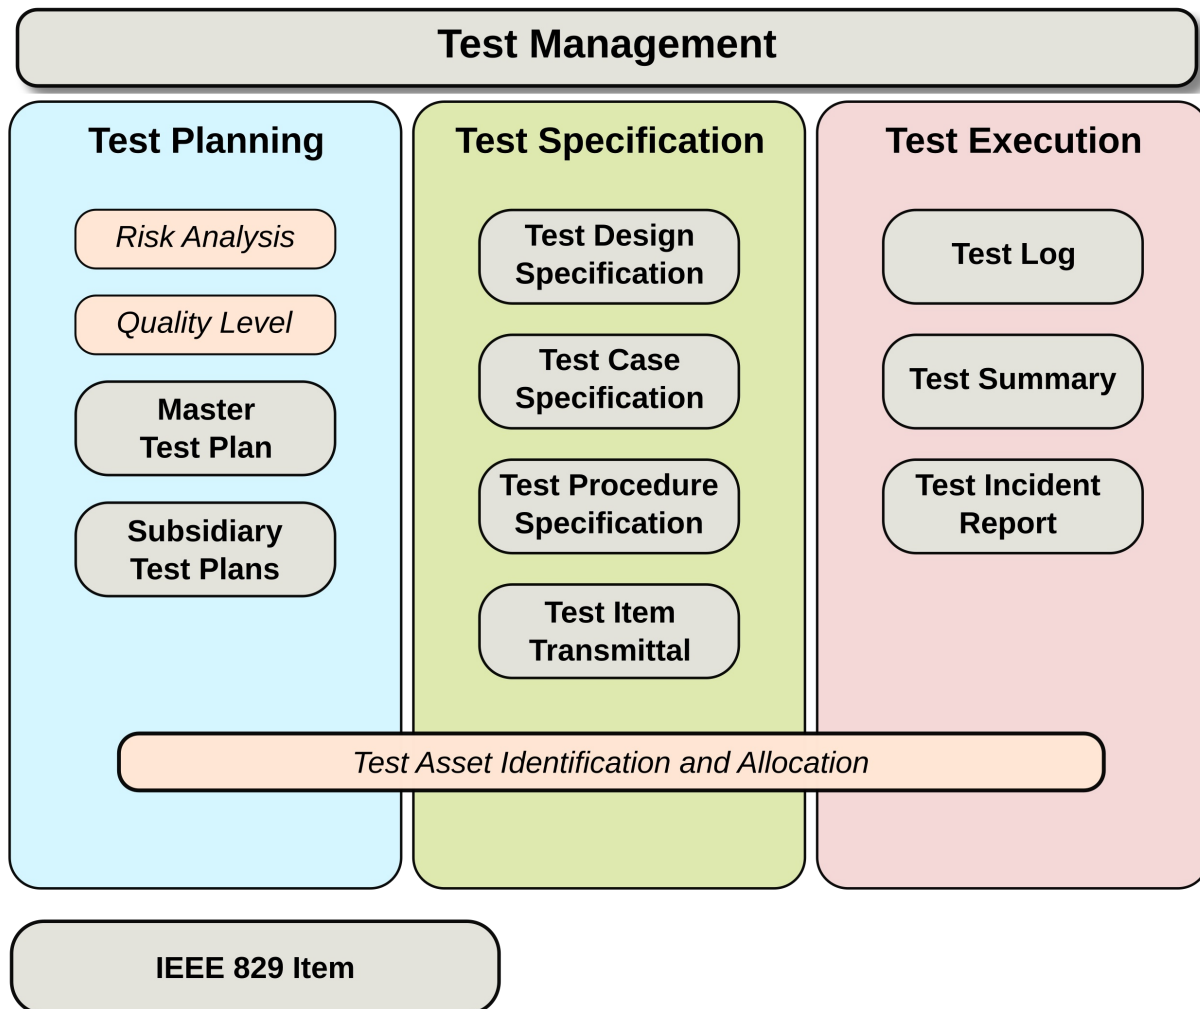 Test Management
Test Planning
Risk Analysis
Quality Level
Master
Test Plan
Subsidiary
Test Plans
Test Specification
Test Design
Specification
Test Case
Specification
Test Procedure
Specification
Test Item
Transmittal
Test Execution
Test Log
Test Summary
Test Incident
Report
Test Asset Identification and Allocation
IEEE 829 Item